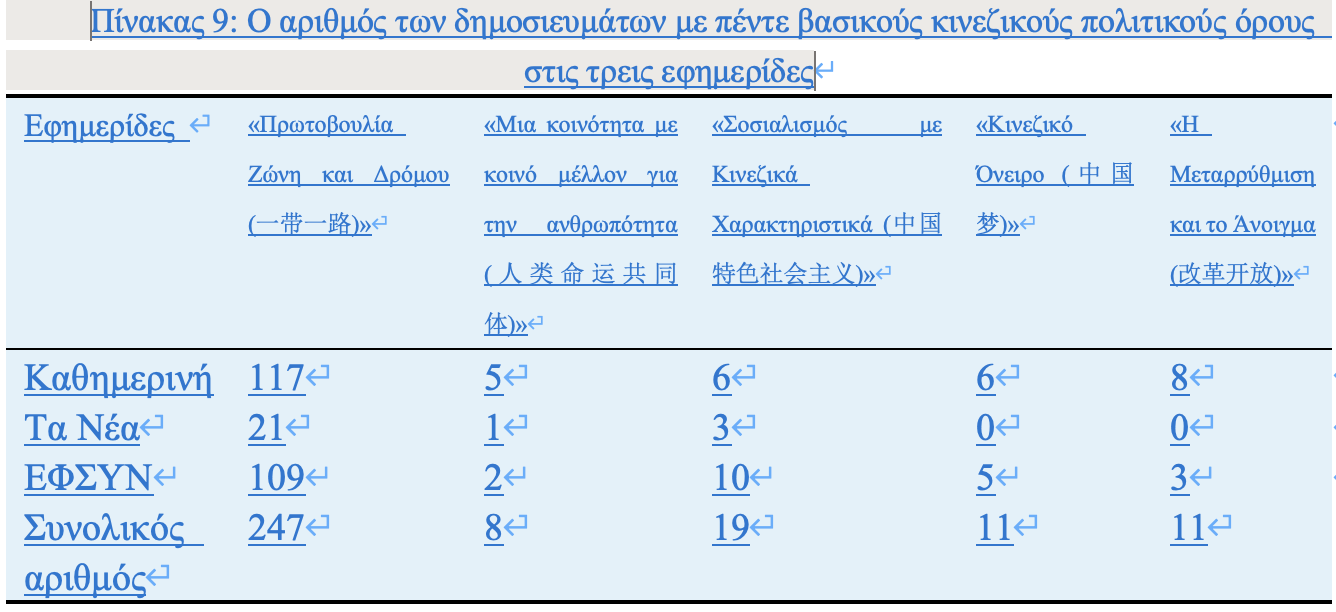 Πίνακας 9: Ο αριθμός των δημοσιευμάτων με πέντε βασικούς κινεζικούς πολιτικούς όρους
στις τρεις εφημερίδες
Εφημερίδες «Πρωτοβουλία «Μια κοινότητα με «Σοσιαλισμός με «Κινεζικό «Η
Ζώνη και Δρόμου κοινό μέλλον για Κινεζικά Όνειρο (中国 Μεταρρύθμιση
(一带一路)» την ανθρωπότητα Χαρακτηριστικά (中国 梦)» και το Άνοιγμα
(人类命运共同 特色社会主义)» (改革开放)»
体)»
Καθημερινή 117 5 6 6 8
Τα Νέα 21 1 3 0 0
ΕΦΣΥΝ 109 2 10 5 3
Συνολικός 247 8 19 11 11
αριθμός